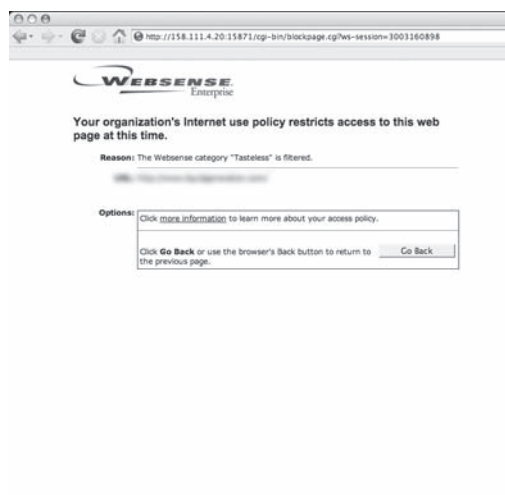 http://158.111.4.20:15871/cgi-bin/blockpage.cgi?ws-session=3003160898
WEBSENSE.
Enterprise
Your organization's Internet use policy restricts access to this web
page at this time.
Reason: The Websense category "Tasteless" is filtered.
URL:
Options:
Click more information to learn more about your access policy.
Click Go Back or use the browser's Back button to return to
the previous page.
Go Back